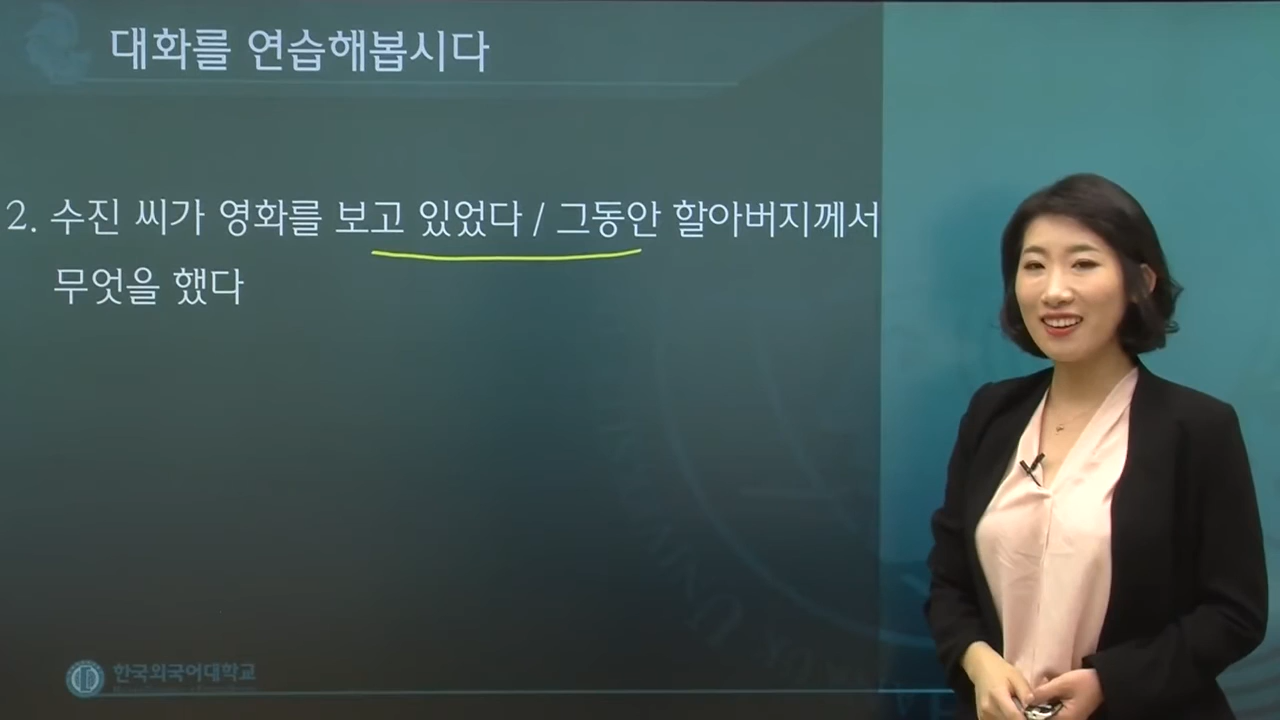 대화를 연습해봅시다
2. 수진 씨가 영화를 보고 있었다 / 그동안 할아버지께서
무엇을 했다
한국외국어대학교